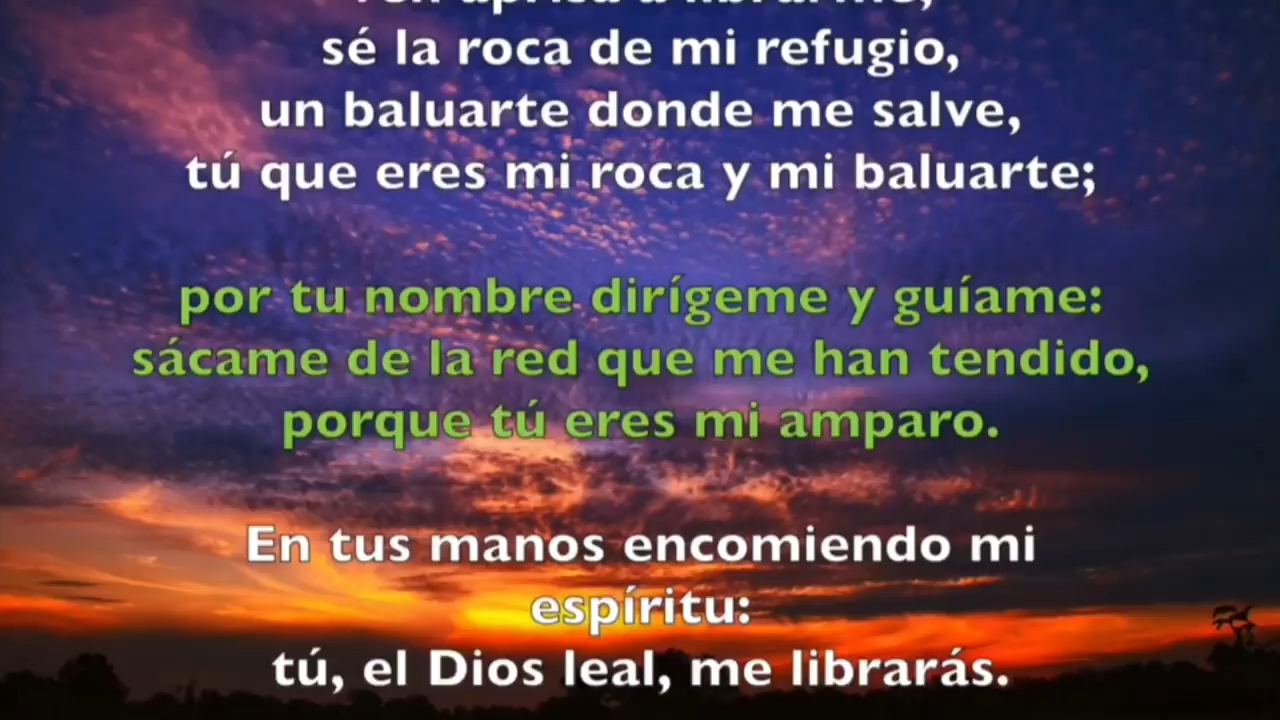 sé la roca de mi refugio,
un baluarte donde me salve,
tú que eres mi roca y mi baluarte;
por tu nombre dirígeme y guíame:
sácame de la red que me han tendido,
porque tú eres mi amparo.
En tus manos encomiendo mi
espíritu:
tú, el Dios leal, me librarás.